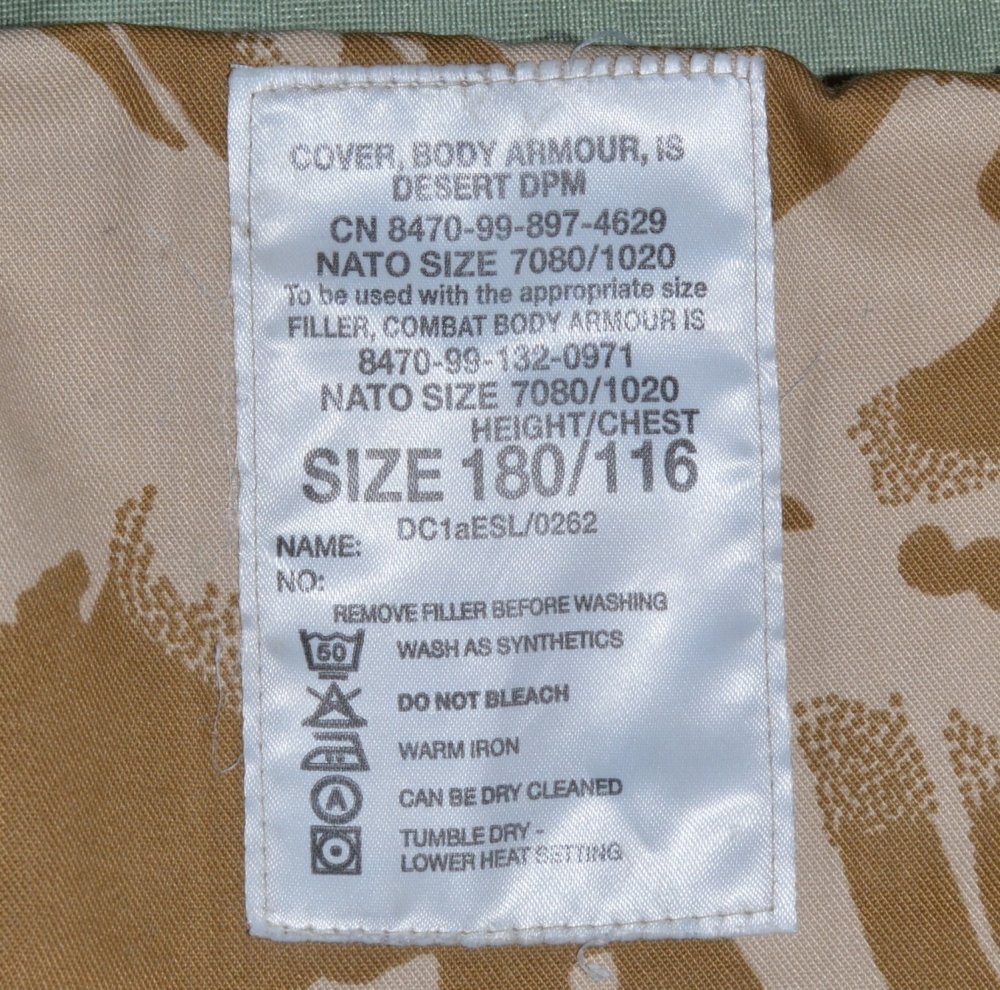 COVER, BODY ARMOUR, IS
DESERT DPM
CN 8470-99-897-4629
NATO SIZE 7080/1020
To be used with the appropriate size
FILLER, COMBAT BODY ARMOUR IS
8470-99-132-0971
NATO SIZE 7080/1020
HEIGHT/CHEST
SIZE 180/116
DC1aESL/0262
NAME:
NO:
REMOVE FILLER BEFORE WASHING
50 WASH AS SYNTHETICS
DO NOT BLEACH
WARM IRON
A CAN BE DRY CLEANED
TUMBLE DRY -
LOWER HEAT SETTING